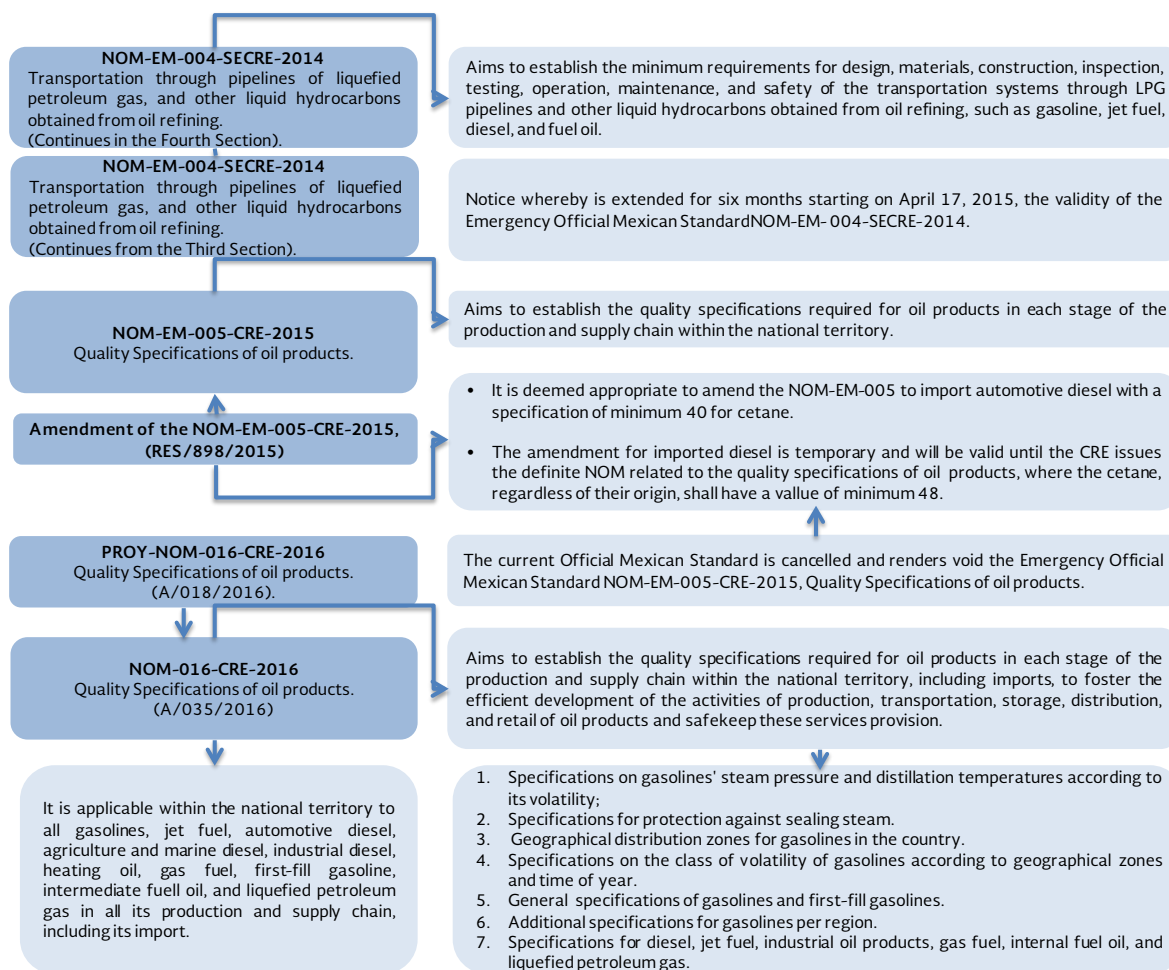 NOM-EM-004-SECRE-2014
Transportation through pipelines of liquefied
petroleum gas, and other liquid hydrocarbons
obtained from oil refining.
(Continues in the Fourth Section).
Aims to establish the minimum requirements for design, materials, construction, inspection,
testing, operation, maintenance, and safety of the transportation systems through LPG
pipelines and other liquid hydrocarbons obtained from oil refining, such as gasoline, jet fuel,
diesel, and fuel oil.
NOM-EM-004-SECRE-2014
Transportation through pipelines of liquefied
petroleum gas, and other liquid hydrocarbons
obtained from oil refining.
(Continues from the Third Section).
Notice whereby is extended for six months starting on April 17, 2015, the validity of the
Emergency Official Mexican StandardNOM-EM- 004-SECRE-2014.
NOM-EM-005-CRE-2015
Quality Specifications of oil products.
Aims to establish the quality specifications required for oil products in each stage of the
production and supply chain within the national territory.
Amendment of the NOM-EM-005-CRE-2015,
(RES/898/2015)
• It is deemed appropriate to amend the NOM-EM-005 to import automotive diesel with a
specification of minimum 40 for cetane.
• The amendment for imported diesel is temporary and will be valid until the CRE issues
the definite NOM related to the quality specifications of oil products, where the cetane,
regardless of their origin, shall have a vallue of minimum 48.
PROY-NOM-016-CRE-2016
Quality Specifications of oil products.
(A/018/2016).
The current Official Mexican Standard is cancelled and renders void the Emergency Official
Mexican Standard NOM-EM-005-CRE-2015, Quality Specifications of oil products.
NOM-016-CRE-2016
Quality Specifications of oil products.
(A/035/2016)
Aims to establish the quality specifications required for oil products in each stage of the
production and supply chain within the national territory, including imports, to foster the
efficient development of the activities of production, transportation, storage, distribution,
and retail of oil products and safekeep these services provision.
It is applicable within the national territory to
all gasolines, jet fuel, automotive diesel,
agriculture and marine diesel, industrial diesel,
heating oil, gas fuel, first-fill gasoline,
intermediate fuell oil, and liquefied petroleum
gas in all its production and supply chain,
including its import.
1. Specifications on gasolines' steam pressure and distillation temperatures according to
its volatility;
2. Specifications for protection against sealing steam.
3. Geographical distribution zones for gasolines in the country.
4. Specifications on the class of volatility of gasolines according to geographical zones
and time of year.
5. General specifications of gasolines and first-fill gasolines.
6. Additional specifications for gasolines per region.
7. Specifications for diesel, jet fuel, industrial oil products, gas fuel, internal fuel oil, and
liquefied petroleum gas.